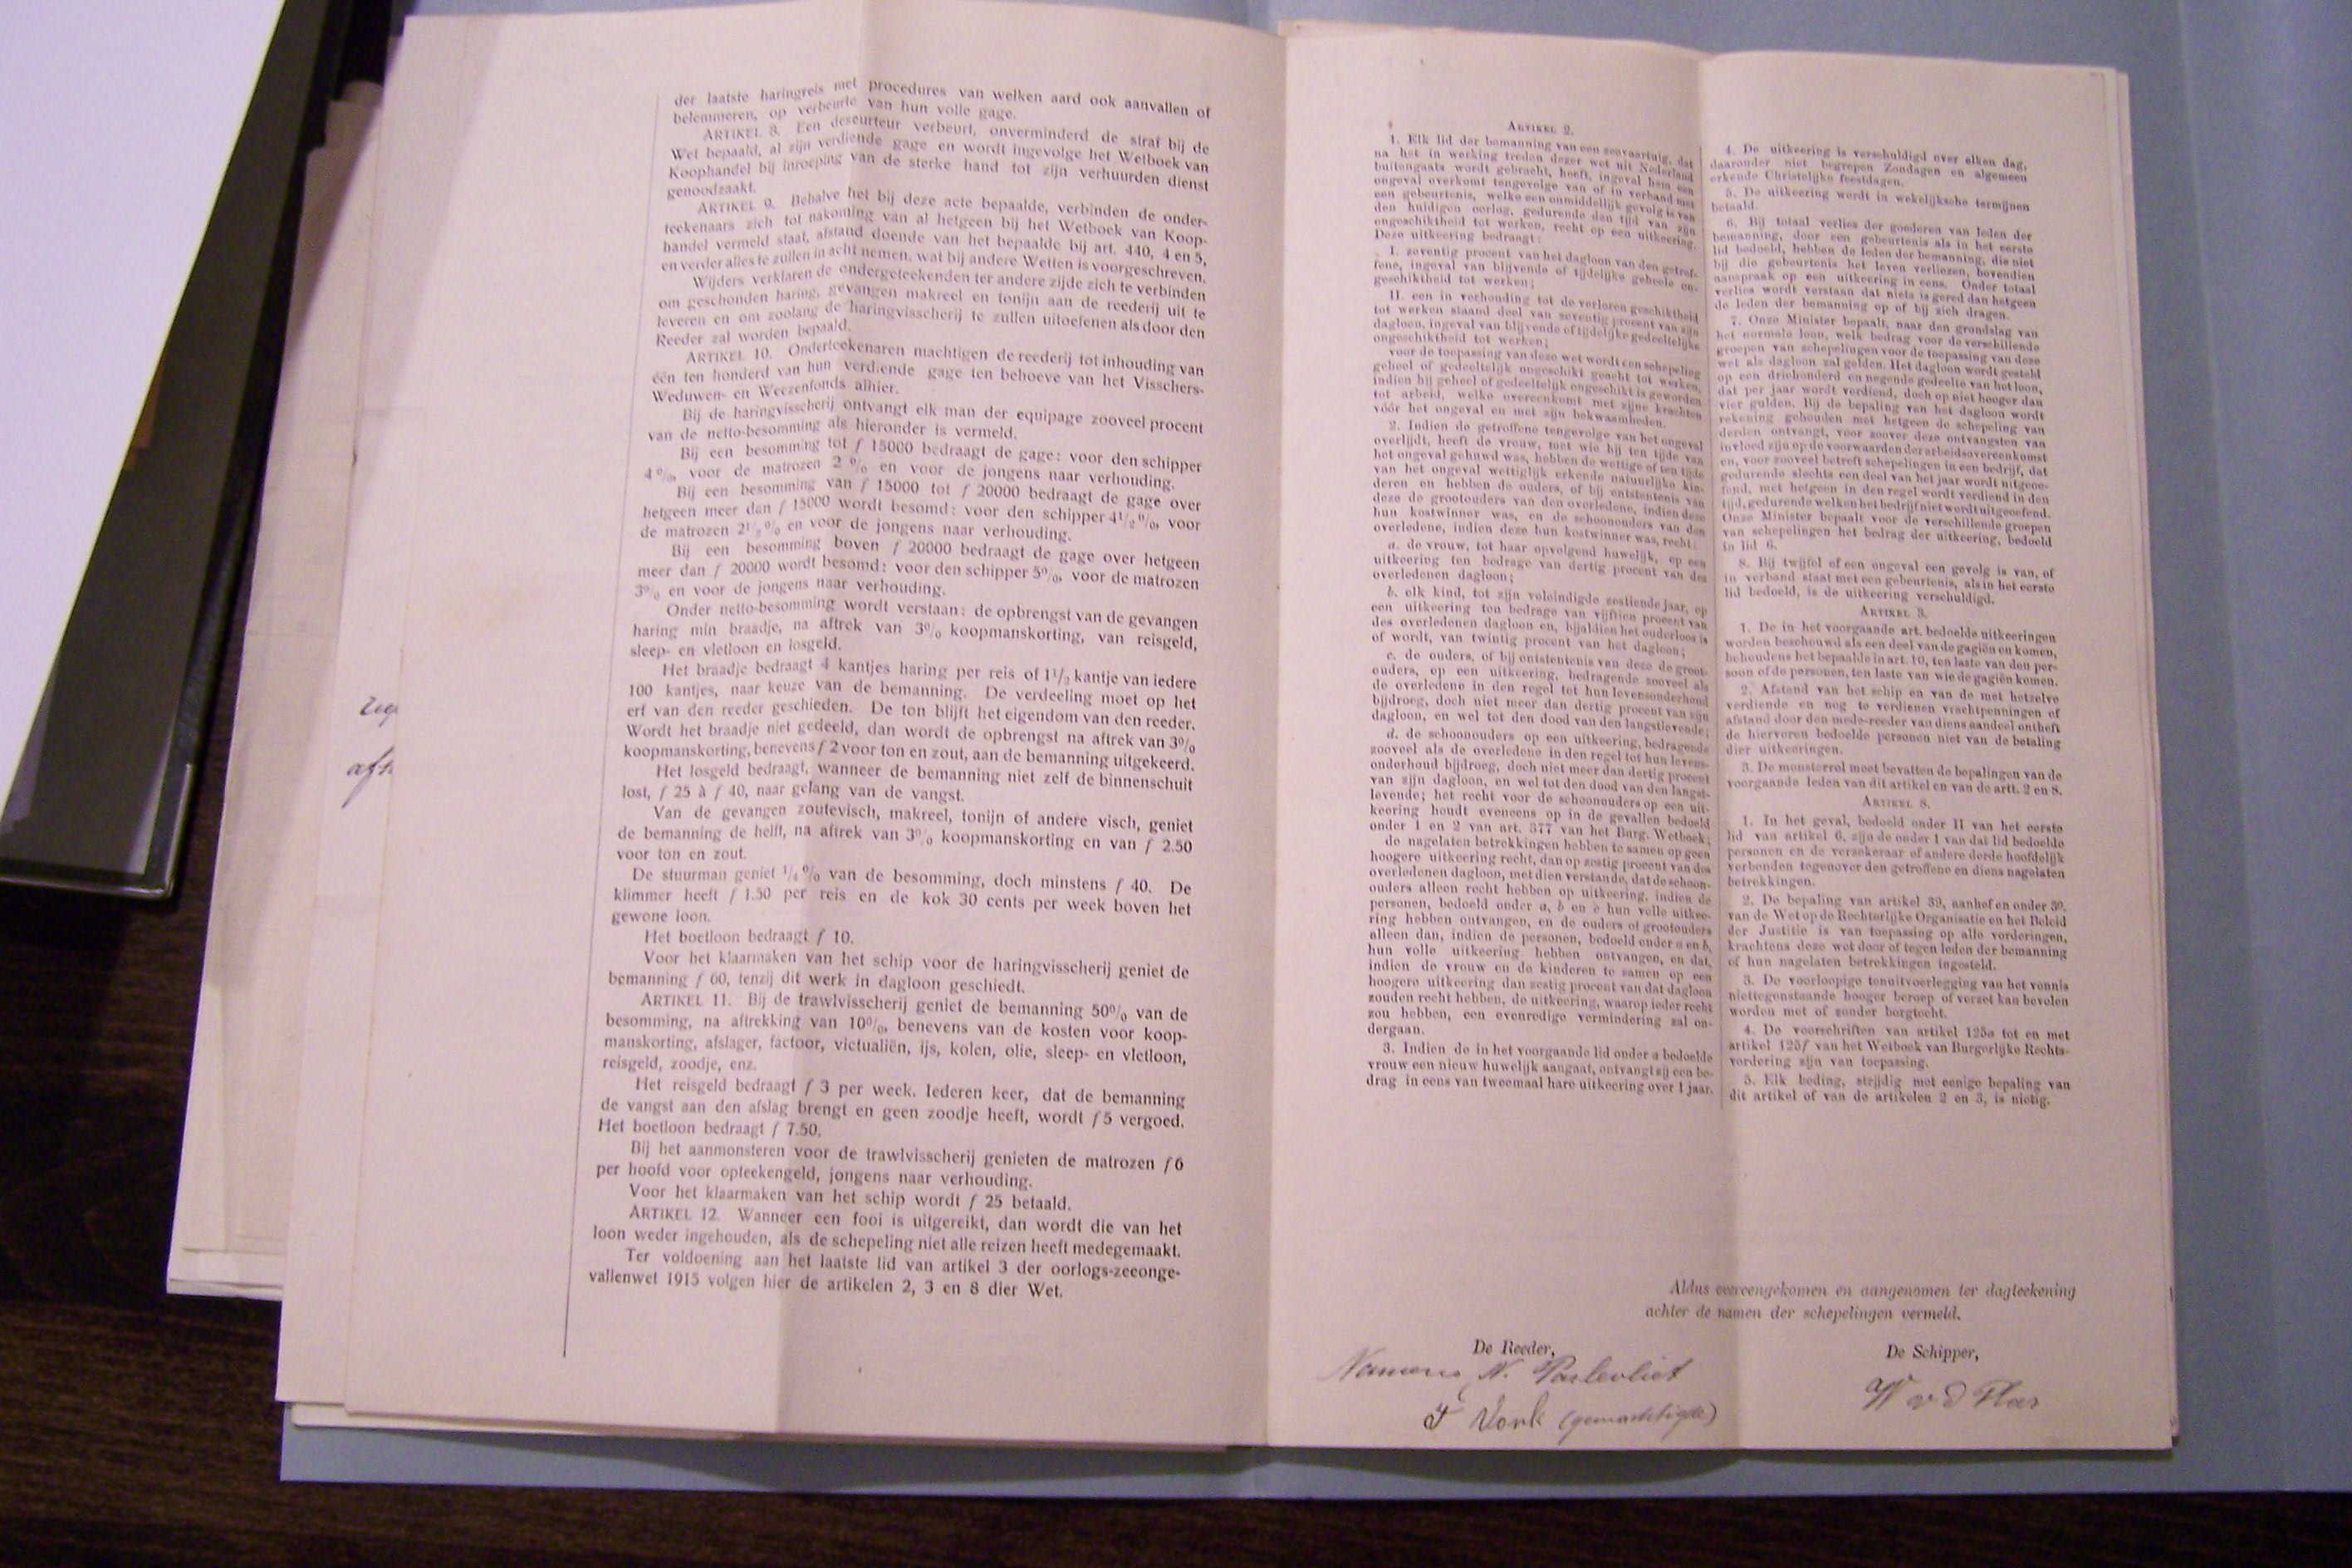 der laatste haringreis met procedures van welken aard ook aanvallen of
belemmeren, op verbeurte van hun volle gage.
ARTIKEL 8. Een deseurteur verbeurt, onverminderd de straf bij de
Wet bepaald, al zijn verdiende gage en wordt ingevolge het Wetboek van
Koophandel bij inroeping van de sterke hand tot zijn verhuurden dienst
genoodzaakt.
ARTIKEL 9. Behalve het bij deze acte bepaalde, verbinden de onder-
teekenaars zich tot nakoming van al hetgeen bij het Wetboek van Koop-
handel vermeld staat, afstand doende van het bepaalde bij art. 440, 4 en 5,
en verder alles te zullen in acht nemen, wat bij andere Wetten is voorgeschreven.
Wijders verklaren de ondergeteekenden ter andere zijde zich te verbinden
om geschonden haring, gevangen makreel en tonijn aan de reederij uit te
leveren en om zoolang de haringvisscherij te zullen uitoefenen als door den
Reeder zal worden bepaald.
ARTIKEL 10. Onderteekenaren machtigen de reederij tot inhouding van
één ten honderd van hun verdiende gage ten behoeve van het Visschers-
Weduwen- en Weezenfonds alhier.
Bij de haringvisscherij ontvangt elk man der equipage zooveel procent
van de netto-besomming als hieronder is vermeld.
Bij een besomming tot f 15000 bedraagt de gage: voor den schipper
4 %, voor de matrozen 2 % en voor de jongens naar verhouding.
Bij een besomming van f 15000 tot f 20000 bedraagt de gage over
hetgeen meer dan f 15000 wordt besomd: voor den schipper 4½ %, voor
de matrozen 2½ % en voor de jongens naar verhouding.
Bij een besomming boven f 20000 bedraagt de gage over hetgeen
meer dan f 20000 wordt besomd: voor den schipper 5%, voor de matrozen
3% en voor de jongens naar verhouding.
Onder netto-besomming wordt verstaan: de opbrengst van de gevangen
haring min braadje, na aftrek van 3% koopmanskorting, van reisgeld,
sleep- en vletloon en losgeld.
Het braadje bedraagt 4 kantjes haring per reis of 1½ kantje van iedere
100 kantjes, naar keuze van de bemanning. De verdeeling moet op het
erf van den reeder geschieden. De ton blijft het eigendom van den reeder.
Wordt het braadje niet gedeeld, dan wordt de opbrengst na aftrek van 3%
koopmanskorting, benevens f 2 voor ton en zout, aan de bemanning uitgekeerd.
Het losgeld bedraagt, wanneer de bemanning niet zelf de binnenschuit
lost, f 25 à f 40, naar gelang van de vangst.
Van de gevangen zoutevisch, makreel, tonijn of andere visch, geniet
de bemanning de helft, na aftrek van 3% koopmanskorting en van f 2.50
voor ton en zout.
De stuurman geniet ¼ % van de besomming, doch minstens f 40. De
klimmer heeft f 1.50 per reis en de kok 30 cents per week boven het
gewone loon.
Het boetloon bedraagt f 10.
Voor het klaarmaken van het schip voor de haringvisscherij geniet de
bemanning f 60, tenzij dit werk in dagloon geschiedt.
ARTIKEL 11. Bij de trawlvisscherij geniet de bemanning 50% van de
besomming, na aftrekking van 10%, benevens van de kosten voor koop-
manskorting, afslager, factoor, victualiën, ijs, kolen, olie, sleep- en vletloon,
reisgeld, zoodje, enz.
Het reisgeld bedraagt f 3 per week. Iederen keer, dat de bemanning
de vangst aan den afslag brengt en geen zoodje heeft, wordt f 5 vergoed.
Het boetloon bedraagt f 7.50.
Bij het aanmonsteren voor de trawlvisscherij genieten de matrozen f 6
per hoofd voor opteekengeld, jongens naar verhouding.
Voor het klaarmaken van het schip wordt f 25 betaald.
ARTIKEL 12. Wanneer een fooi is uitgereikt, dan wordt die van het
loon weder ingehouden, als de schepeling niet alle reizen heeft medegemaakt.
Ter voldoening aan het laatste lid van artikel 3 der oorlogs-zeeonge-
vallenwet 1915 volgen hier de artikelen 2, 3 en 8 dier Wet.
ARTIKEL 2.
1. Elk lid der bemanning van een zeevaartuig, dat
na het in werking treden dezer wet uit Nederland
buitengaats wordt gebracht, heeft, ingeval hem een
ongeval overkomt tengevolge van of in verband met
een gebeurtenis, welke een onmiddellijk gevolg is van
den huidigen oorlog, gedurende den tijd van zijn
ongeschiktheid tot werken, recht op een uitkeering.
Deze uitkeering bedraagt:
I. zeventig procent van het dagloon van den getrof-
fene, ingeval van blijvende of tijdelijke geheele on-
geschiktheid tot werken;
II. een in verhouding tot de verloren geschiktheid
tot werken staand deel van zeventig procent van zijn
dagloon, ingeval van blijvende of tijdelijke gedeeltelijke
ongeschiktheid tot werken;
voor de toepassing van deze wet wordt een schepeling
geheel of gedeeltelijk ongeschikt geacht tot werken,
indien hij geheel of gedeeltelijk ongeschikt is geworden
tot arbeid, welke overeenkomt met zijne krachten
vóór het ongeval en met zijn bekwaamheden.
2. Indien de getroffene tengevolge van het ongeval
overlijdt, heeft de vrouw, met wie hij ten tijde van
het ongeval gehuwd was, hebben de wettige of ten tijde
van het ongeval wettiglijk erkende natuurlijke kin-
deren en hebben de ouders, of bij ontstentenis van
deze de grootouders van den overledene, indien deze
hun kostwinner was, en de schoonouders van den
overledene, indien deze hun kostwinner was, recht:
a. de vrouw, tot haar opvolgend huwelijk, op een
uitkeering ten bedrage van dertig procent van des
overledenen dagloon;
b. elk kind, tot zijn voleindigde zestiende jaar, op
een uitkeering ten bedrage van vijftien procent van
des overledenen dagloon en, bijaldien het ouderloos is
of wordt, van twintig procent van het dagloon;
c. de ouders, of bij ontstentenis van deze de groot-
ouders, op een uitkeering, bedragende zooveel als
de overledene in den regel tot hun levensonderhoud
bijdroeg, doch niet meer dan dertig procent van zijn
dagloon, en wel tot den dood van den langstlevende;
d. de schoonouders op een uitkeering, bedragende
zooveel als de overledene in den regel tot hun levens-
onderhoud bijdroeg, doch niet meer dan dertig procent
van zijn dagloon, en wel tot den dood van den langst-
levende; het recht voor de schoonouders op een uit-
keering houdt eveneens op in de gevallen bedoeld
onder 1 en 2 van art. 377 van het Burg. Wetboek;
de nagelaten betrekkingen hebben te samen op geen
hoogere uitkeering recht, dan op zestig procent van des
overledenen dagloon, met dien verstande, dat de schoon-
ouders alleen recht hebben op uitkeering, indien de
personen, bedoeld onder a, b en c hun volle uitkee-
ring hebben ontvangen, en de ouders of grootouders
alleen dan, indien de personen, bedoeld onder a en b,
hun volle uitkeering hebben ontvangen, en dat,
indien de vrouw en de kinderen te samen op een
hoogere uitkeering dan zestig procent van dat dagloon
zouden recht hebben, de uitkeering, waarop ieder recht
zou hebben, een evenredige vermindering zal on-
dergaan.
3. Indien de in het voorgaande lid onder a bedoelde
vrouw een nieuw huwelijk aangaat, ontvangt zij een be-
drag in eens van tweemaal hare uitkeering over 1 jaar.
4. De uitkeering is verschuldigd over elken dag,
daaronder niet begrepen Zondagen en algemeen
erkende Christelijke feestdagen.
5. De uitkeering wordt in wekelijksche termijnen
betaald.
6. Bij totaal verlies der goederen van leden der
bemanning, door een gebeurtenis als in het eerste
lid bedoeld, hebben de leden der bemanning, die niet
bij die gebeurtenis het leven verliezen, bovendien
aanspraak op een uitkeering in eens. Onder totaal
verlies wordt verstaan dat niets is gered dan hetgeen
de leden der bemanning op of bij zich dragen.
7. Onze Minister bepaalt, naar den grondslag van
het normale loon, welk bedrag voor de verschillende
groepen van schepelingen voor de toepassing van deze
wet als dagloon zal gelden. Het dagloon wordt gesteld
op een driehonderd en negende gedeelte van het loon,
dat per jaar wordt verdiend, doch op niet hooger dan
vier gulden. Bij de bepaling van het dagloon wordt
rekening gehouden met hetgeen de schepeling van
derden ontvangt, voor zoover deze ontvangsten van
invloed zijn op de voorwaarden der arbeidsovereenkomst
en, voor zooveel betreft schepelingen in een bedrijf, dat
gedurende slechts een deel van het jaar wordt uitgeoe-
fend, met hetgeen in den regel wordt verdiend in den
tijd, gedurende welken het bedrijf niet wordt uitgeoefend.
Onze Minister bepaalt voor de verschillende groepen
van schepelingen het bedrag der uitkeering, bedoeld
in lid 6.
8. Bij twijfel of een ongeval een gevolg is van, of
in verband staat met een gebeurtenis, als in het eerste
lid bedoeld, is de uitkeering verschuldigd.
ARTIKEL 3.
1. De in het voorgaande art. bedoelde uitkeeringen
worden beschouwd als een deel van de gagiën en komen,
behoudens het bepaalde in art. 10, ten laste van den per-
soon of de personen, ten laste van wie de gagiën komen.
2. Afstand van het schip en van de met hetzelve
verdiende en nog te verdienen vrachtpenningen of
afstand door den mede-reeder van diens aandeel ontheft
de hiervoren bedoelde personen niet van de betaling
dier uitkeeringen.
3. De monsterrol moet bevatten de bepalingen van de
voorgaande leden van dit artikel en van de artt. 2 en 8.
ARTIKEL 8.
1. In het geval, bedoeld onder II van het eerste
lid van artikel 6, zijn de onder 1 van dat lid bedoelde
personen en de verzekeraar of andere derde hoofdelijk
verbonden tegenover den getroffene en diens nagelaten
betrekkingen.
2. De bepaling van artikel 39, aanhef en onder 3º,
van de Wet op de Rechterlijke Organisatie en het Beleid
der Justitie is van toepassing op alle vorderingen,
krachtens deze wet door of tegen leden der bemanning
of hun nagelaten betrekkingen ingesteld.
3. De voorloopige tenuitvoerlegging van het vonnis
niettegenstaande hooger beroep of verzet kan bevolen
worden met of zonder borgtocht.
4. De voorschriften van artikel 125a tot en met
artikel 125f van het Wetboek van Burgerlijke Rechts-
vordering zijn van toepassing.
5. Elk beding, strijdig met eenige bepaling van
dit artikel of van de artikelen 2 en 3, is nietig.
Aldus overeengekomen en aangenomen ter dagteekening
achter de namen der schepelingen vermeld.
De Reeder,
Namens N. Parlevliet
T Vonk (gemachtigde)
De Schipper,
W v d Plas